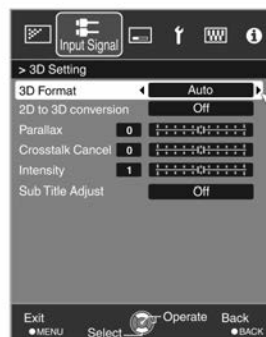 Input Signal
> 3D Setting
3D Format Auto
2D to 3D conversion Off
Parallax 0
Crosstalk Cancel 0
Intensity 1
Sub Title Adjust Off
Exit Operate Back
MENU Select BACK